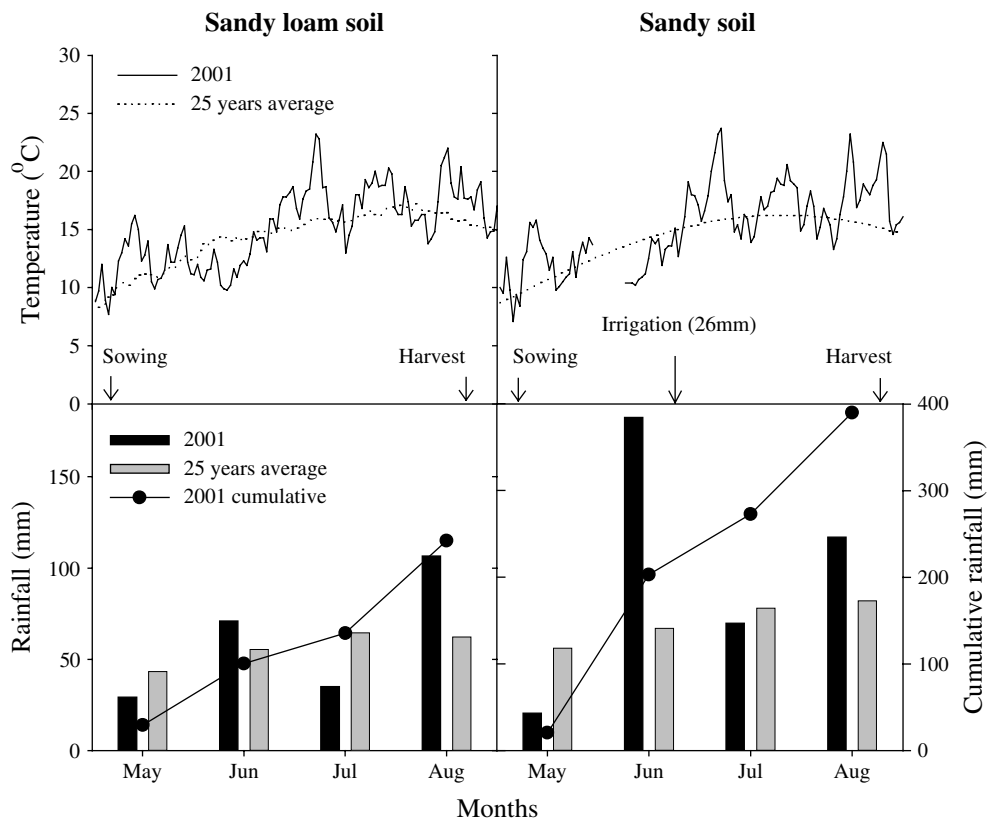 Sandy loam soil
Sandy soil
30
25
20
15
10
5
0
Temperature (⁰C)
2001
25 years average
Sowing
Harvest
Irrigation (26mm)
Sowing
Harvest
150
100
50
0
Rainfall (mm)
2001
25 years average
2001 cumulative
400
400
300
200
100
0
Cumulative rainfall (mm)
May
Jun
Jul
Aug
May
Jun
Jul
Aug
Months